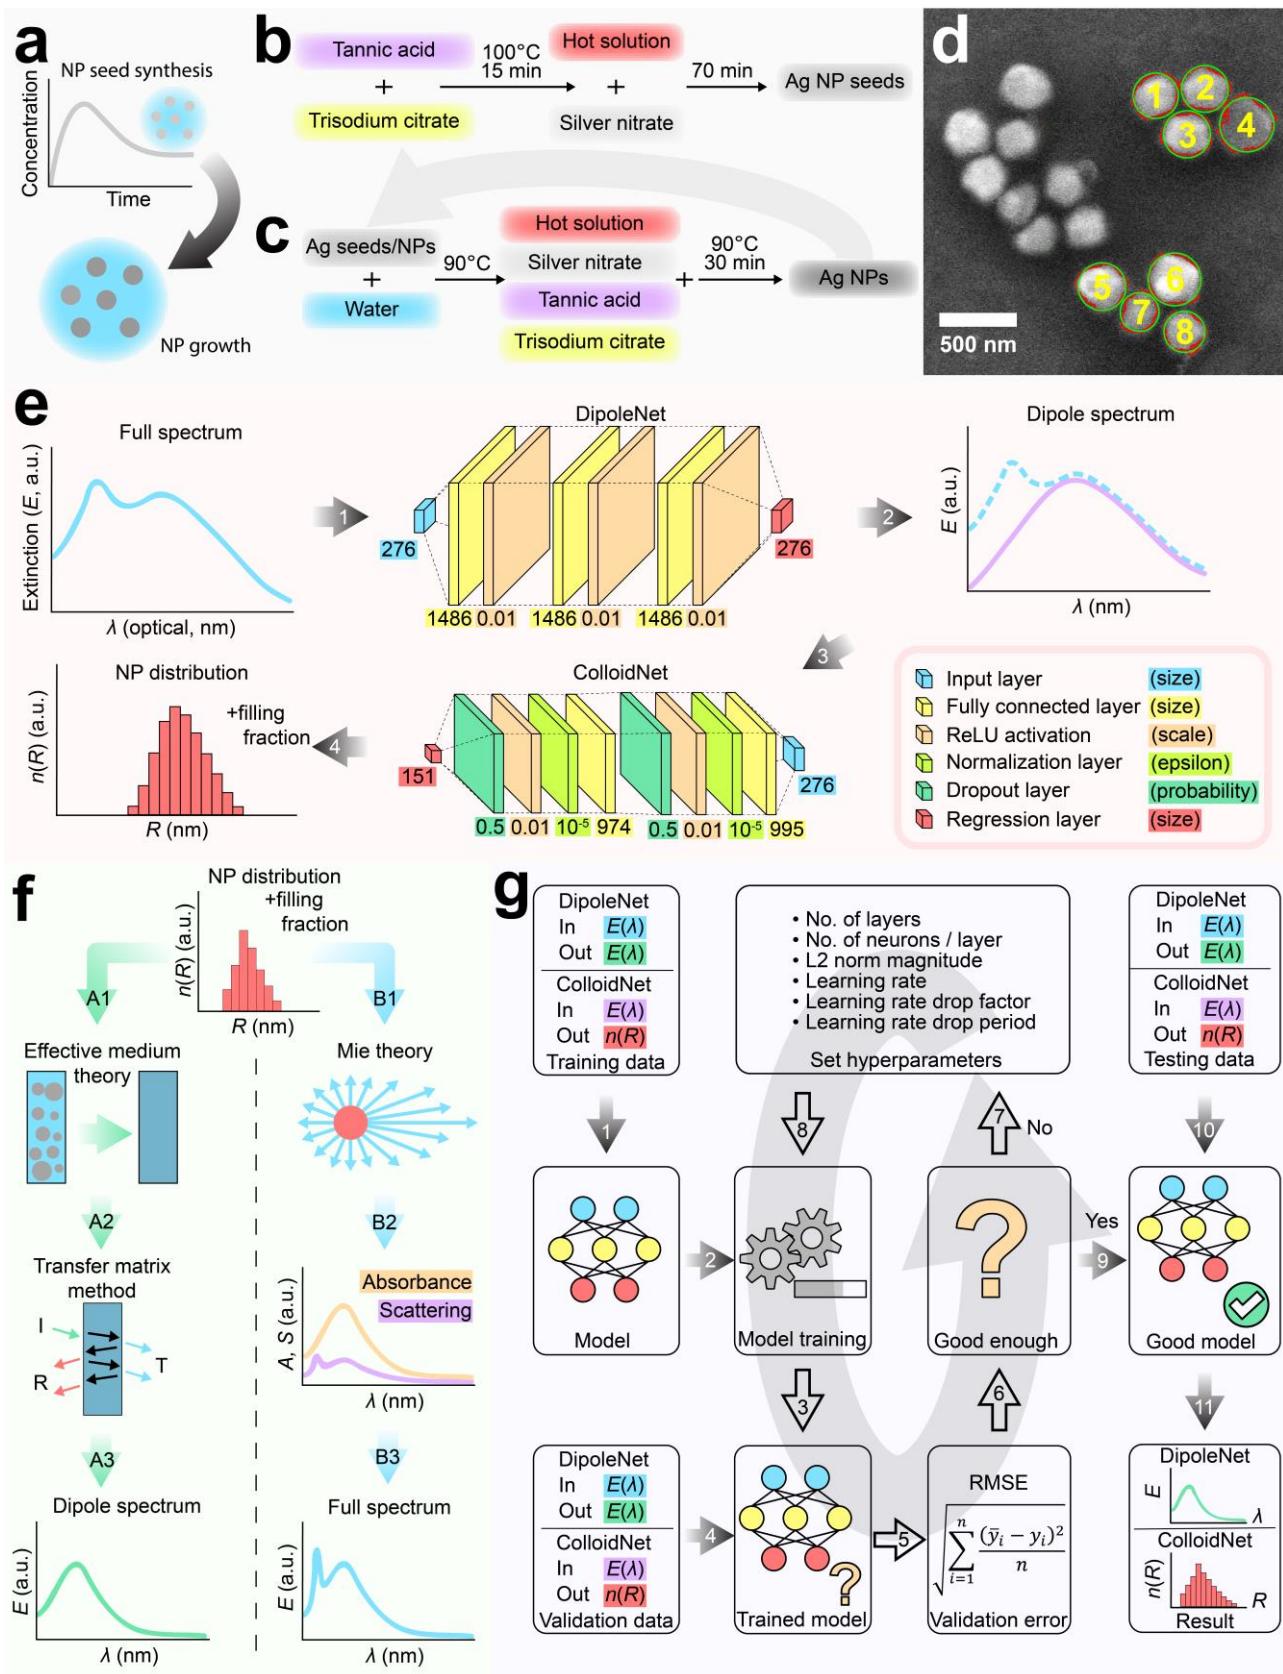 a
NP seed synthesis
Concentration
Time
NP growth
b
Tannic acid
+
Trisodium citrate
100°C
15 min
Hot solution
+
Silver nitrate
70 min
Ag NP seeds
c
Ag seeds/NPs
+
Water
90°C
Hot solution
Silver nitrate
Tannic acid
Trisodium citrate
+
90°C
30 min
Ag NPs
d
1
2
3
4
5
6
7
8
500 nm
e
Full spectrum
Extinction (E, a.u.)
λ (optical, nm)
1
DipoleNet
276
1486 0.01 1486 0.01 1486 0.01
276
2
Dipole spectrum
E (a.u.)
λ (nm)
3
NP distribution
+filling
fraction
n(R) (a.u.)
R (nm)
4
ColloidNet
151
0.5 0.01 10⁻⁵ 974 0.5 0.01 10⁻⁵ 995
276
Input layer (size)
Fully connected layer (size)
ReLU activation (scale)
Normalization layer (epsilon)
Dropout layer (probability)
Regression layer (size)
f
NP distribution
+filling
fraction
n(R) (a.u.)
R (nm)
A1
Effective medium
theory
A2
Transfer matrix
method
I
R
T
A3
Dipole spectrum
E (a.u.)
λ (nm)
B1
Mie theory
B2
Absorbance
Scattering
A, S (a.u.)
λ (nm)
B3
Full spectrum
E (a.u.)
λ (nm)
g
DipoleNet
In E(λ)
Out E(λ)
ColloidNet
In E(λ)
Out n(R)
Training data
• No. of layers
• No. of neurons / layer
• L2 norm magnitude
• Learning rate
• Learning rate drop factor
• Learning rate drop period
Set hyperparameters
DipoleNet
In E(λ)
Out E(λ)
ColloidNet
In E(λ)
Out n(R)
Testing data
1
8
7
No
10
Model
2
Model training
?
Good enough
Yes
9
Good model
3
6
11
DipoleNet
In E(λ)
Out E(λ)
ColloidNet
In E(λ)
Out n(R)
Validation data
4
?
Trained model
5
RMSE
√∑ⁿᵢ₌₁ (ȳᵢ − yᵢ)²/n
Validation error
DipoleNet
E
λ
ColloidNet
n(R)
R
Result